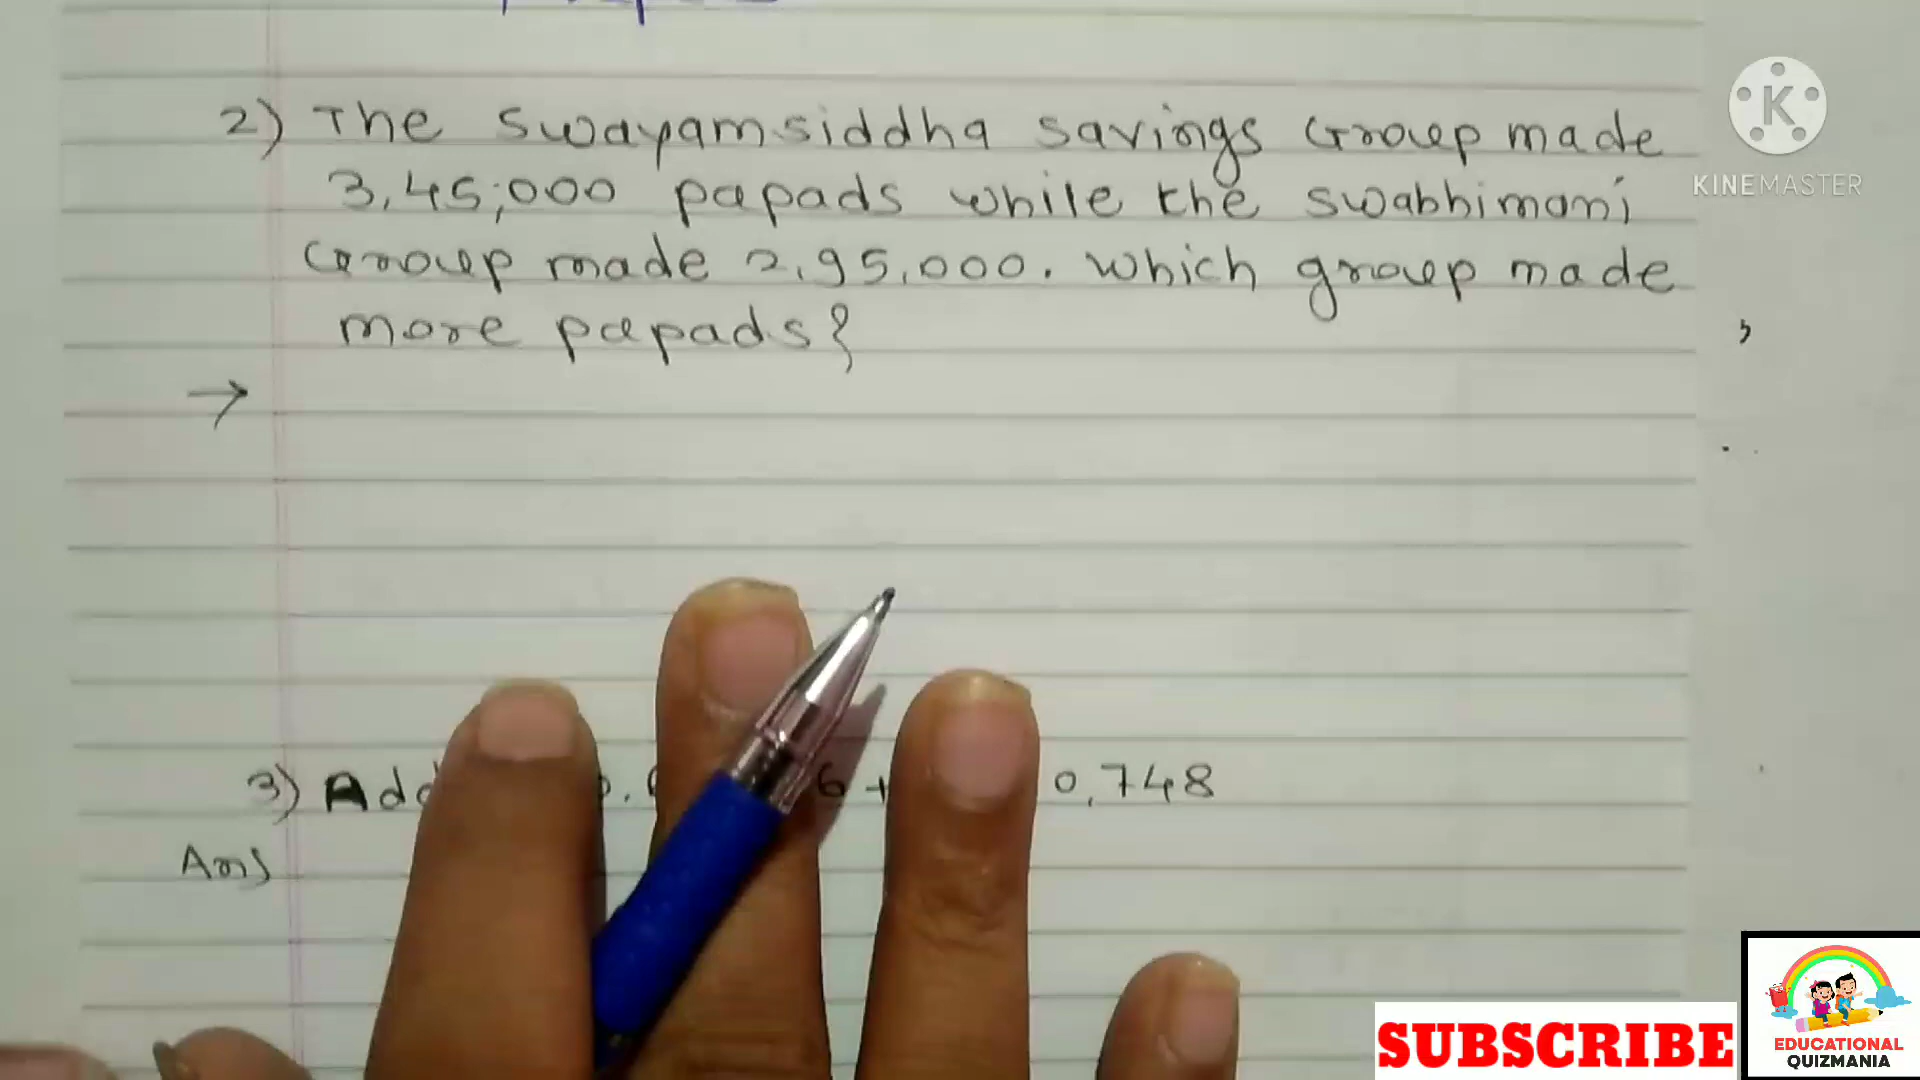 2) The Swayamsiddha savings Group made
3,45,000 papads while the swabhimani
Group made 2,95,000. which group made
more papads?
→
3) Add 6 + 0,748
Ans
KINEMASTER
SUBSCRIBE
EDUCATIONAL
QUIZMANIA